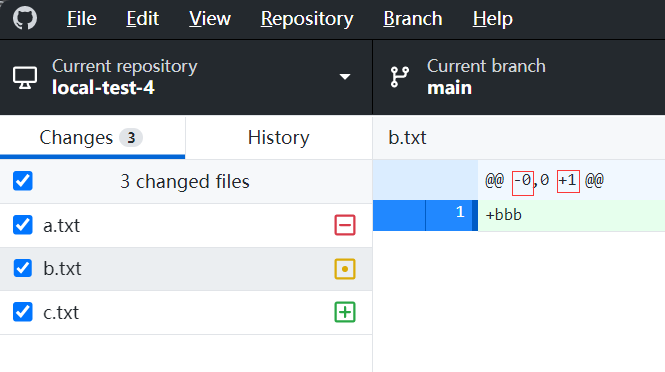 File Edit View Repository Branch Help
Current repository
local-test-4
Current branch
main
Changes 3
History
3 changed files
a.txt
b.txt
c.txt
b.txt
@@ -0,0 +1 @@
1 +bbb